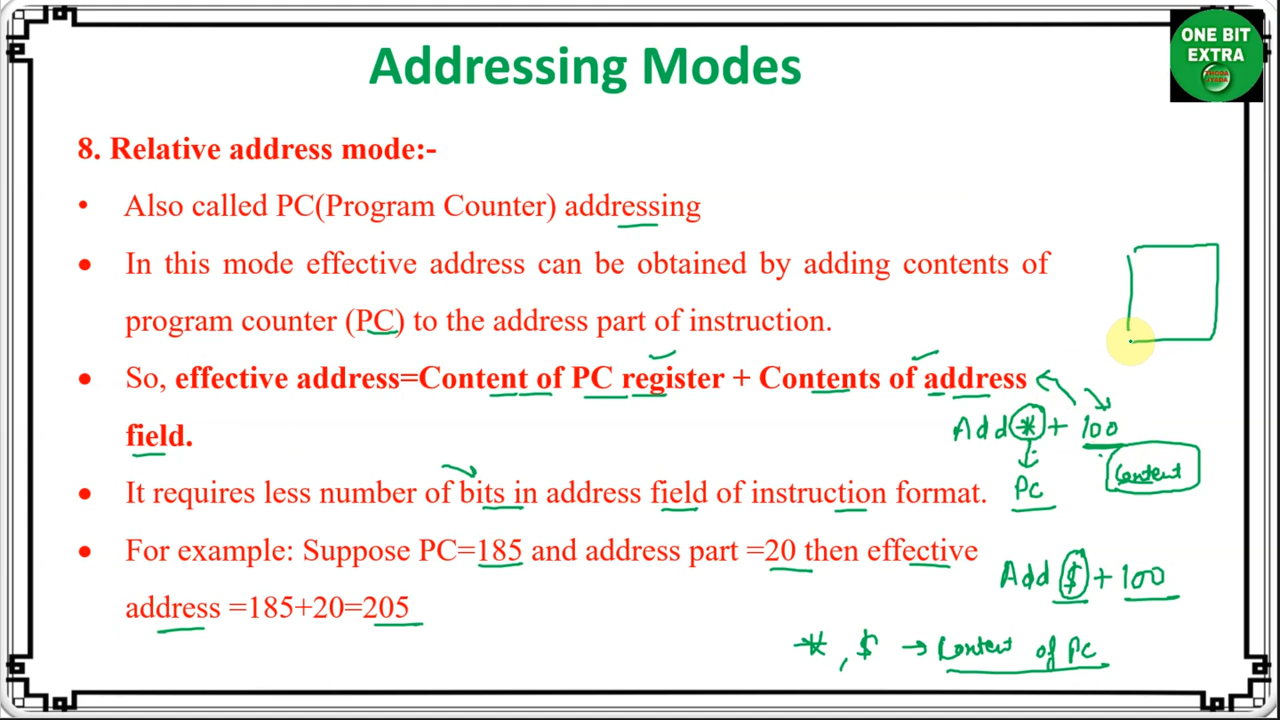 Addressing Modes
ONE BIT
EXTRA
THODA
JYADA
8. Relative address mode:-
• Also called PC(Program Counter) addressing
• In this mode effective address can be obtained by adding contents of
program counter (PC) to the address part of instruction.
• So, effective address=Content of PC register + Contents of address
field.
Add * + 100
Content
PC
• It requires less number of bits in address field of instruction format.
• For example: Suppose PC=185 and address part =20 then effective
address =185+20=205
Add $ + 100
* , $ → Content of PC